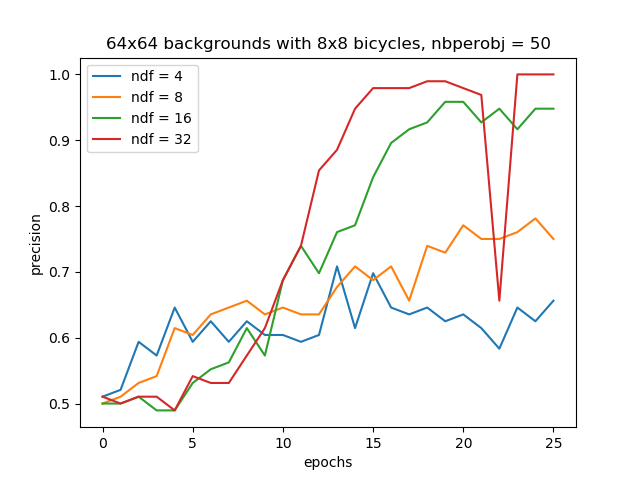 64x64 backgrounds with 8x8 bicycles, nbperobj = 50
ndf = 4
ndf = 8
ndf = 16
ndf = 32
precision
1.0
0.9
0.8
0.7
0.6
0.5
0 5 10 15 20 25
epochs